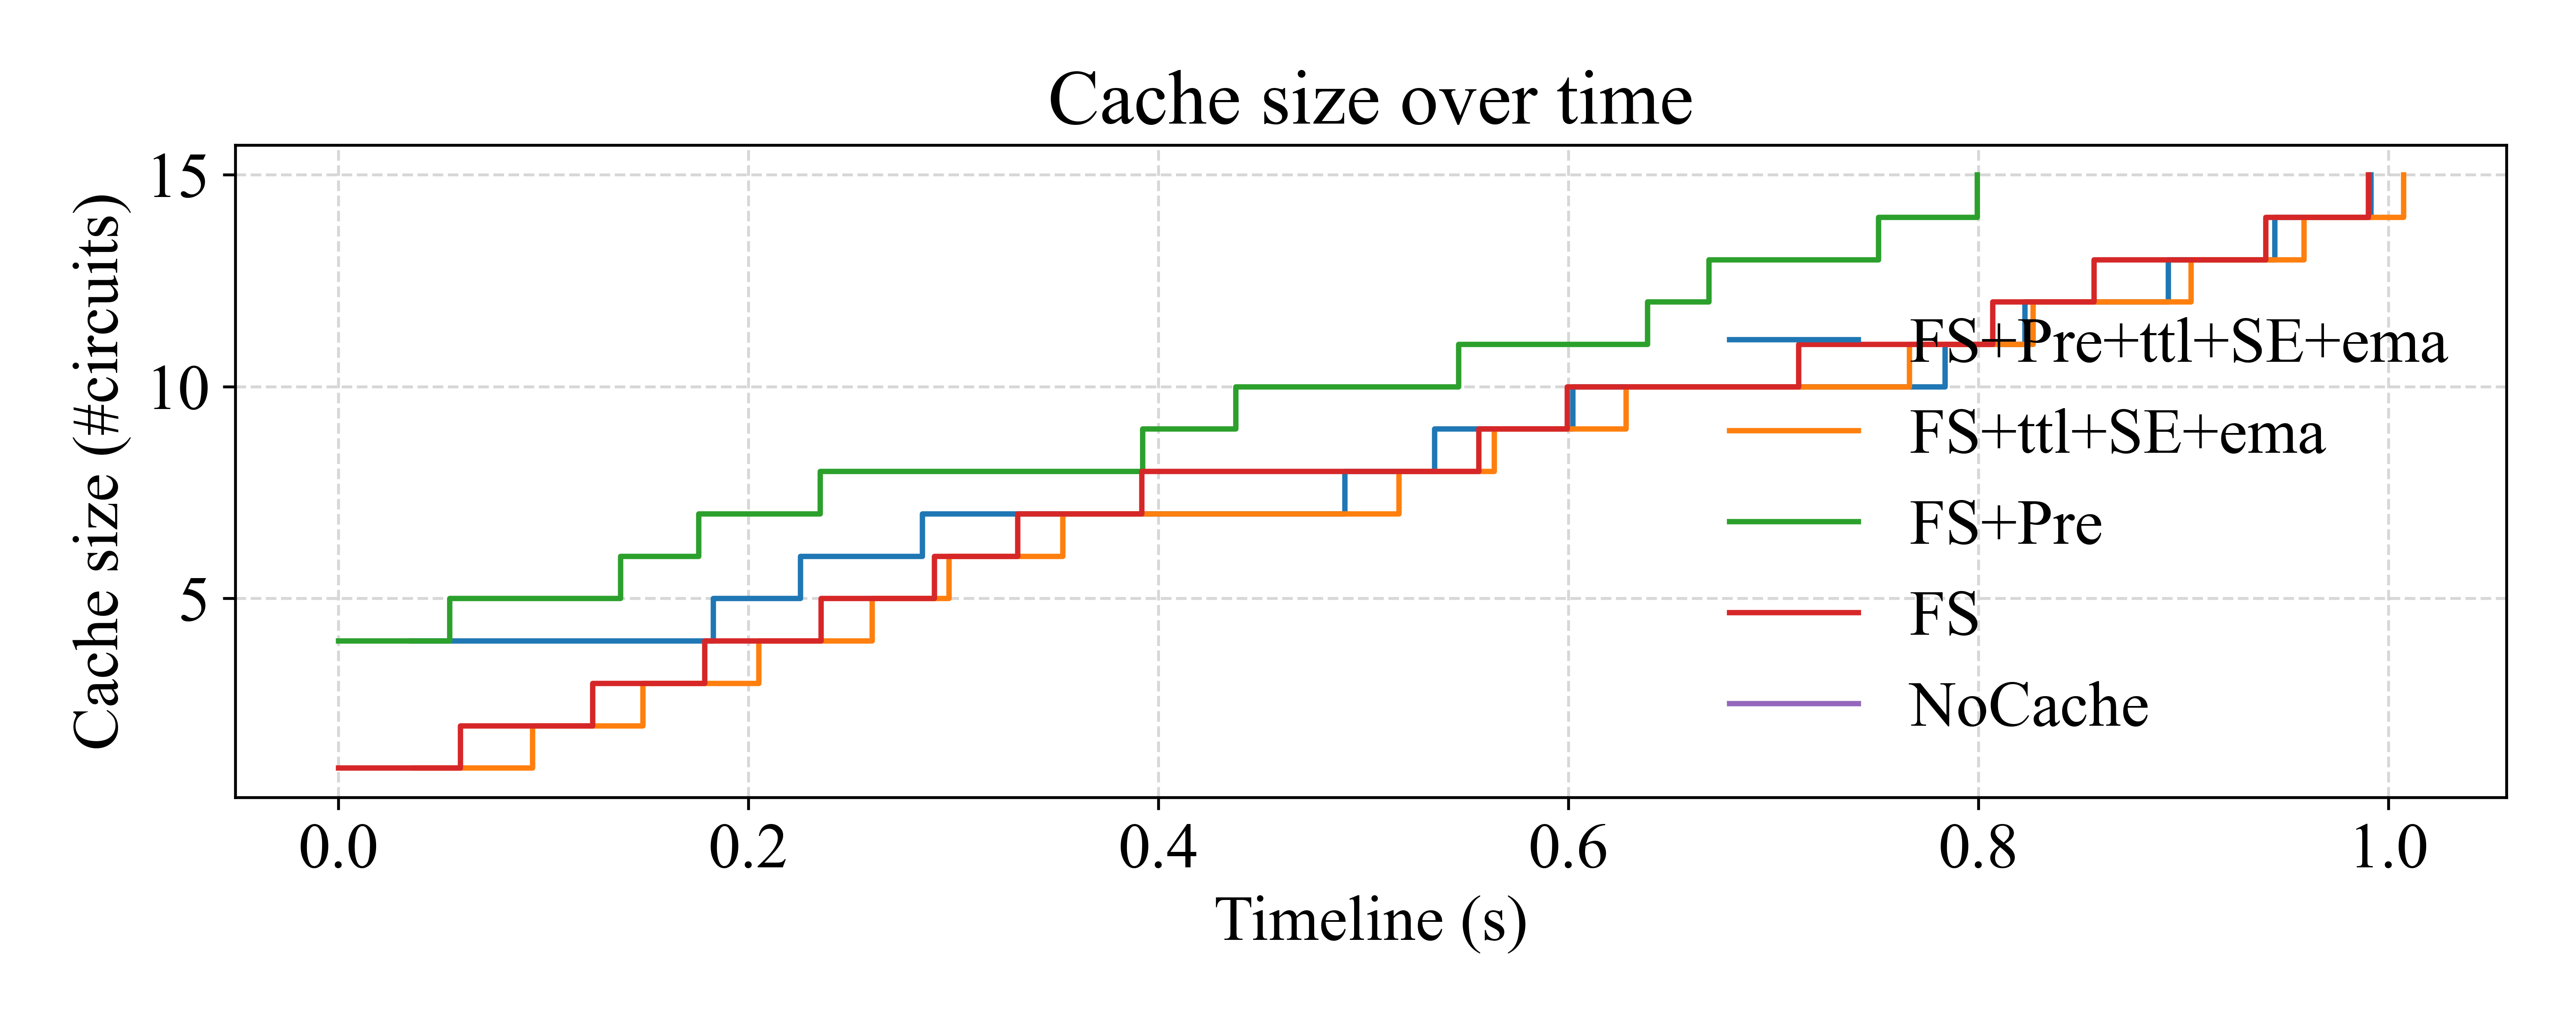 Cache size over time
Cache size (#circuits)
15
10
5
FS+Pre+ttl+SE+ema
FS+ttl+SE+ema
FS+Pre
FS
NoCache
0.0 0.2 0.4 0.6 0.8 1.0
Timeline (s)